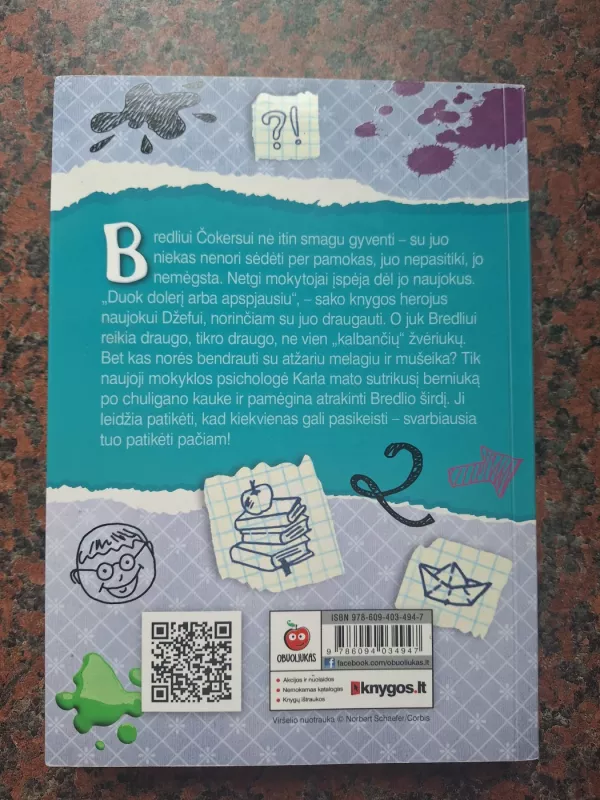 ?!
Bredliui Čokersui ne itin smagu gyventi – su juo
niekas nenori sėdėti per pamokas, juo nepasitiki, jo
nemėgsta. Netgi mokytojai įspėja dėl jo naujokus.
„Duok dolerį arba apspjausiu“, – sako knygos herojus
naujokui Džefui, norinčiam su juo draugauti. O juk Bredliui
reikia draugo, tikro draugo, ne vien „kalbančių“ žvėriukų.
Bet kas norės bendrauti su atžariu melagiu ir mušeika? Tik
naujoji mokyklos psichologė Karla mato sutrikusį berniuką
po chuligano kauke ir pamėgina atrakinti Bredlio širdį. Ji
leidžia patikėti, kad kiekvienas gali pasikeisti – svarbiausia
tuo patikėti pačiam!
OBUOLIUKAS
ISBN 978-609-403-494-7
9 786094 034947
facebook.com/obuoliukas.lt
• Akcijos ir nuolaidos
• Nemokamas katalogas
• Knygų ištraukos
knygos.lt
Viršelio nuotrauka © Norbert Schaefer/Corbis